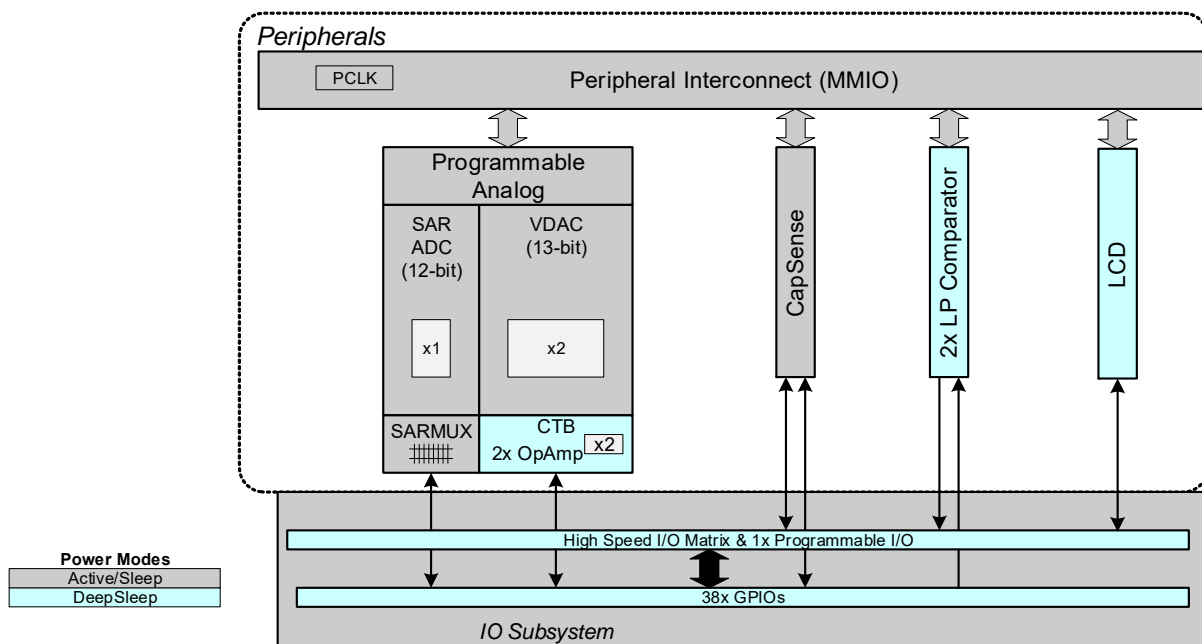 Peripherals
PCLK
Peripheral Interconnect (MMIO)
Programmable
Analog
SAR
ADC
(12-bit)
VDAC
(13-bit)
x1
x2
SARMUX
CTB
2x OpAmp
x2
CapSense
2x LP Comparator
LCD
High Speed I/O Matrix & 1x Programmable I/O
38x GPIOs
IO Subsystem
Power Modes
Active/Sleep
DeepSleep